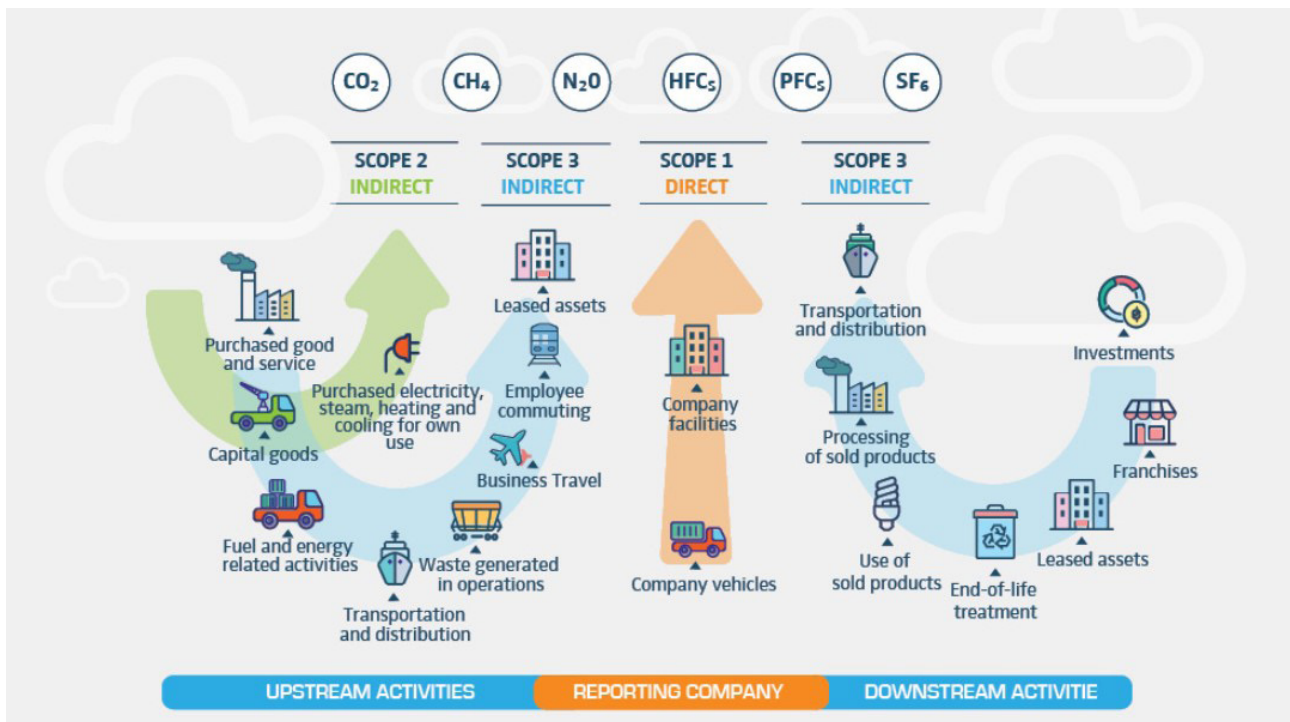 CO₂ CH₄ N₂O HFCₛ PFCₛ SF₆
SCOPE 2
INDIRECT
SCOPE 3
INDIRECT
SCOPE 1
DIRECT
SCOPE 3
INDIRECT
Purchased good
and service
Capital goods
Purchased electricity,
steam, heating and
cooling for own
use
Fuel and energy
related activities
Transportation
and distribution
Waste generated
in operations
Business Travel
Employee
commuting
Leased assets
Company
facilities
Company vehicles
Transportation
and distribution
Processing
of sold products
Use of
sold products
End-of-life
treatment
Leased assets
Franchises
Investments
UPSTREAM ACTIVITIES
REPORTING COMPANY
DOWNSTREAM ACTIVITIE